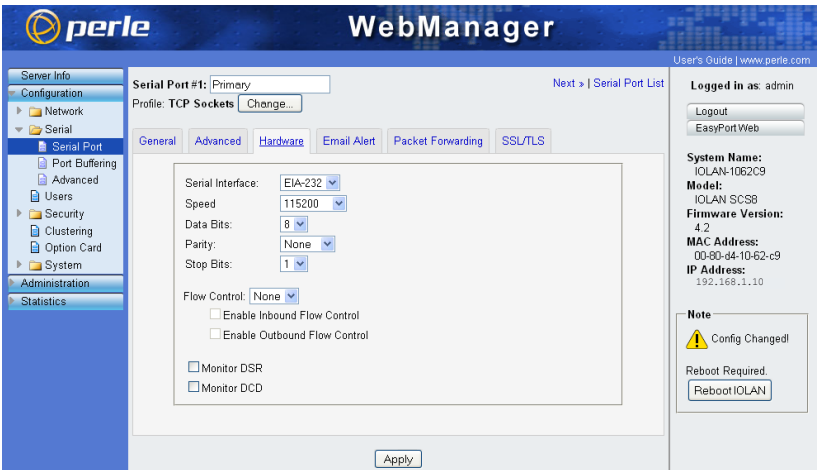 perle
WebManager
User's Guide | www.perle.com
Server Info
Configuration
Network
Serial
Serial Port
Port Buffering
Advanced
Users
Security
Clustering
Option Card
System
Administration
Statistics
Serial Port #1: Primary
Next » | Serial Port List
Profile: TCP Sockets Change...
General Advanced Hardware Email Alert Packet Forwarding SSL/TLS
Serial Interface: EIA-232
Speed 115200
Data Bits: 8
Parity: None
Stop Bits: 1
Flow Control: None
Enable Inbound Flow Control
Enable Outbound Flow Control
Monitor DSR
Monitor DCD
Apply
Logged in as: admin
Logout
EasyPort Web
System Name:
IOLAN-1062C9
Model:
IOLAN SCS8
Firmware Version:
4.2
MAC Address:
00-80-d4-10-62-c9
IP Address:
192.168.1.10
Note
Config Changed!
Reboot Required.
Reboot IOLAN